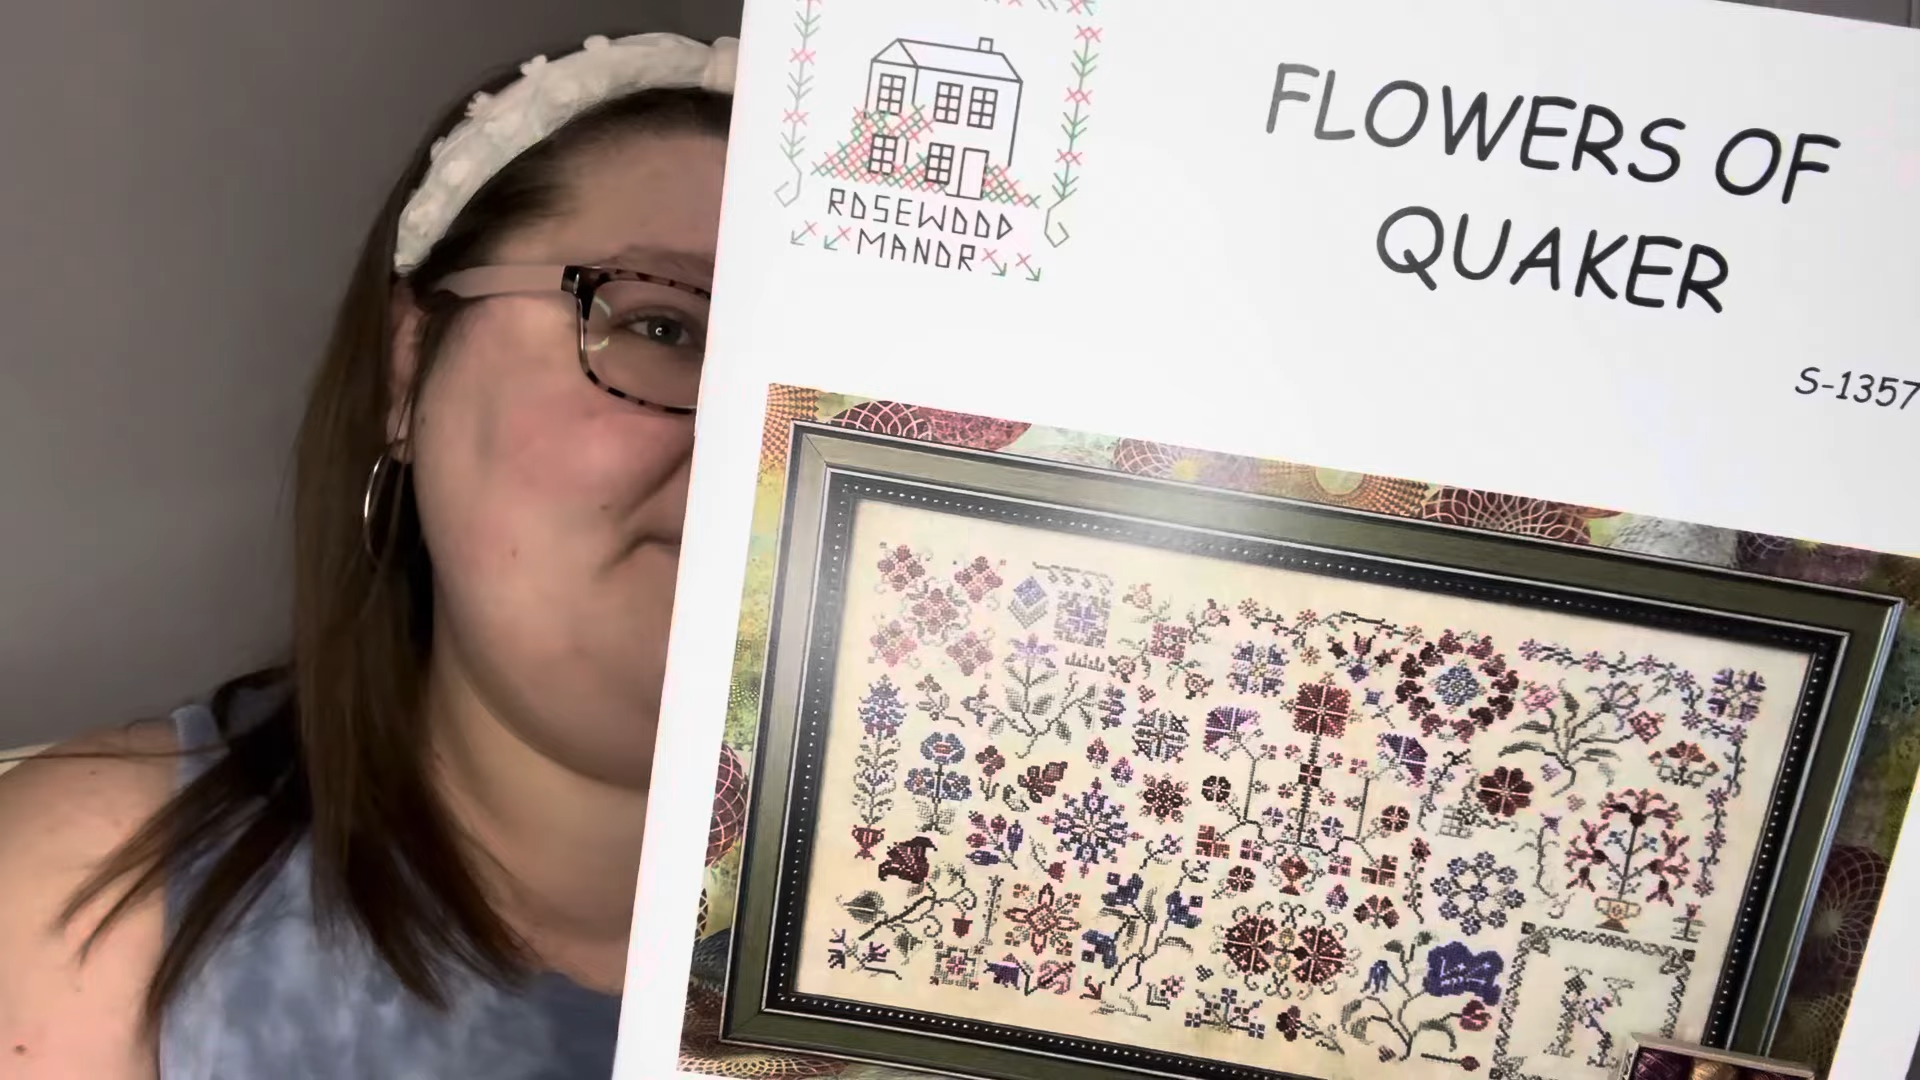 ROSEWOOD
MANOR
FLOWERS OF
QUAKER
S-1357
K